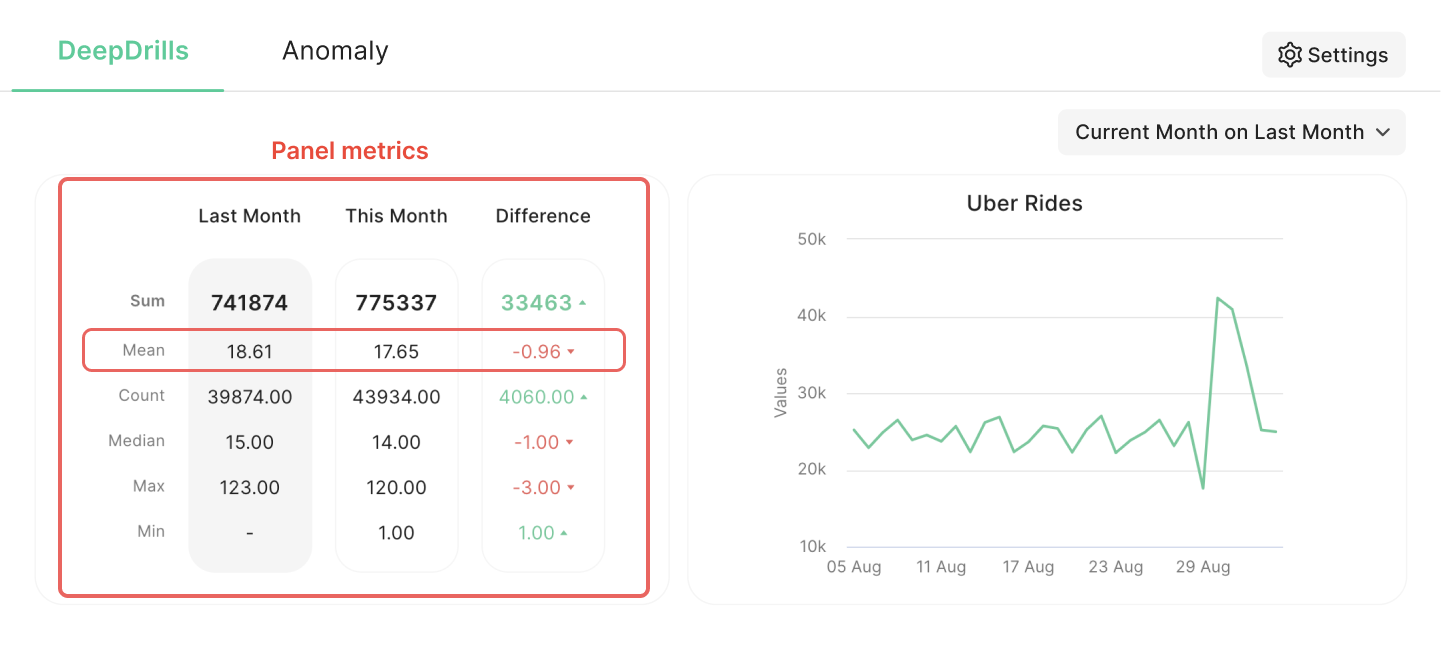 DeepDrills Anomaly Settings
Current Month on Last Month
Panel metrics
Last Month This Month Difference
Sum 741874 775337 33463
Mean 18.61 17.65 -0.96
Count 39874.00 43934.00 4060.00
Median 15.00 14.00 -1.00
Max 123.00 120.00 -3.00
Min - 1.00 1.00
Uber Rides
Values
50k
40k
30k
20k
10k
05 Aug 11 Aug 17 Aug 23 Aug 29 Aug